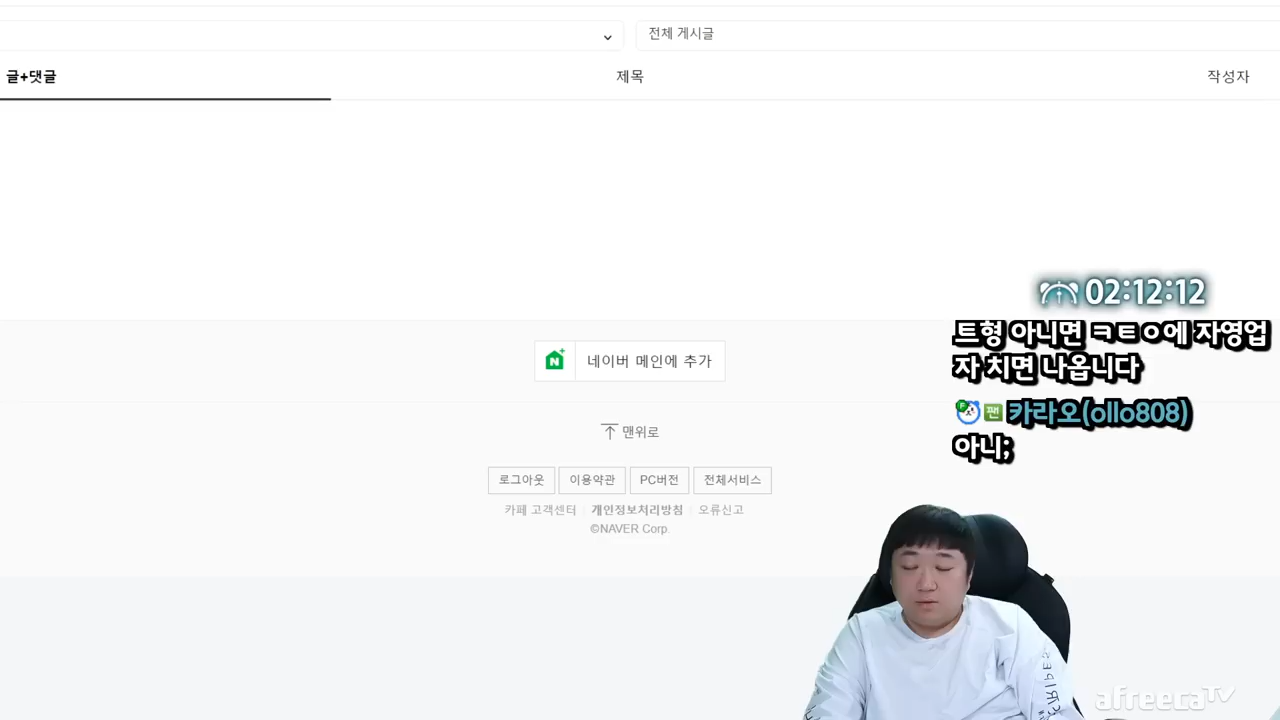 전체 게시글
글+댓글
제목
작성자
02:12:12
트형 아니면 ㅋㅌㅇ에 자영업
자 치면 나옵니다
팬 카라오(ollo808)
아니;
N 네이버 메인에 추가
맨위로
로그아웃 이용약관 PC버전 전체서비스
카페 고객센터 개인정보처리방침 오류신고
©NAVER Corp.
afreecaTV